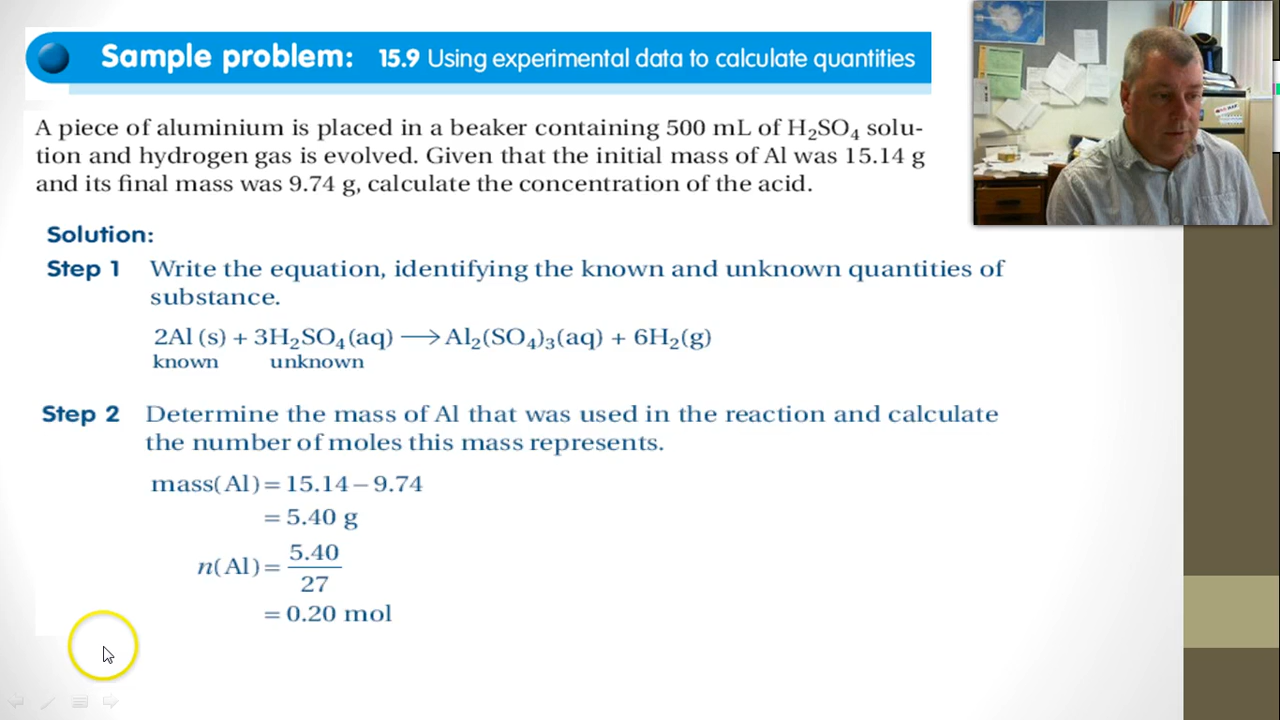 Sample problem: 15.9 Using experimental data to calculate quantities
A piece of aluminium is placed in a beaker containing 500 mL of H₂SO₄ solu-
tion and hydrogen gas is evolved. Given that the initial mass of Al was 15.14 g
and its final mass was 9.74 g, calculate the concentration of the acid.
Solution:
Step 1 Write the equation, identifying the known and unknown quantities of
substance.
2Al (s) + 3H₂SO₄(aq) ⟶ Al₂(SO₄)₃(aq) + 6H₂(g)
known unknown
Step 2 Determine the mass of Al that was used in the reaction and calculate
the number of moles this mass represents.
mass(Al) = 15.14 – 9.74
= 5.40 g
n(Al) = 5.40
27
= 0.20 mol